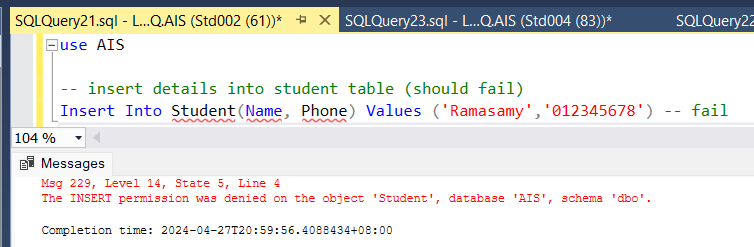 SQLQuery21.sql - L...Q.AIS (Std002 (61))*
SQLQuery23.sql - L...Q.AIS (Std004 (83))*
SQLQuery22
use AIS
-- insert details into student table (should fail)
Insert Into Student(Name, Phone) Values ('Ramasamy','012345678') -- fail
104 %
Messages
Msg 229, Level 14, State 5, Line 4
The INSERT permission was denied on the object 'Student', database 'AIS', schema 'dbo'.
Completion time: 2024-04-27T20:59:56.4088434+08:00